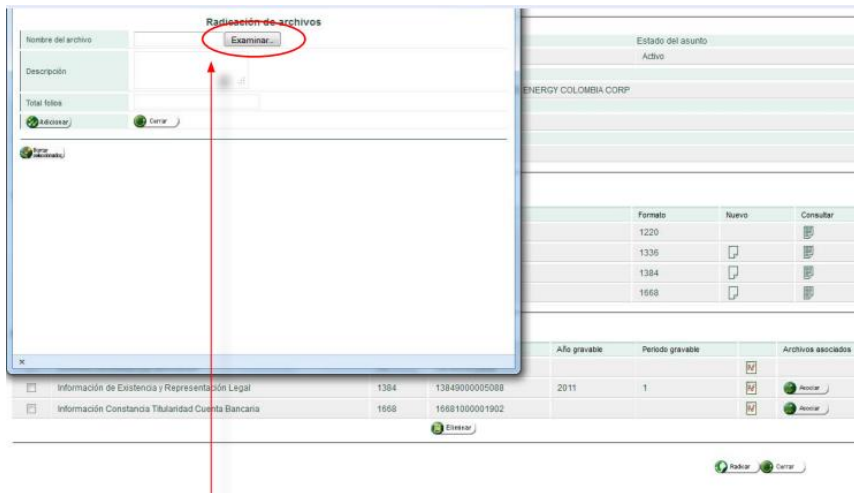 Radicación de archivos
Nombre del archivo
Examinar...
Descripción
Total folios
Adicionar
Cerrar
Borrar seleccionados
Estado del asunto
Activo
ENERGY COLOMBIA CORP
Formato Nuevo Consultar
1220
1336
1384
1668
Año gravable Periodo gravable Archivos asociados
Información de Existencia y Representación Legal 1384 13849000005088 2011 1 Asociar
Información Constancia Titularidad Cuenta Bancaria 1668 16681000001902 Asociar
Eliminar
Radicar Cerrar